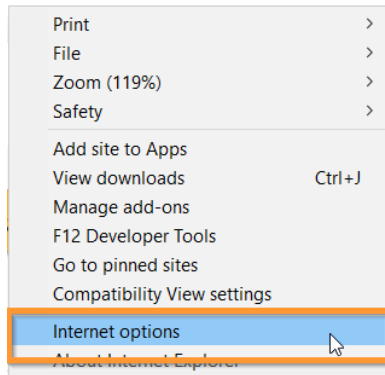 Print >
File >
Zoom (119%) >
Safety >
Add site to Apps
View downloads Ctrl+J
Manage add-ons
F12 Developer Tools
Go to pinned sites
Compatibility View settings
Internet options
About Internet Explorer